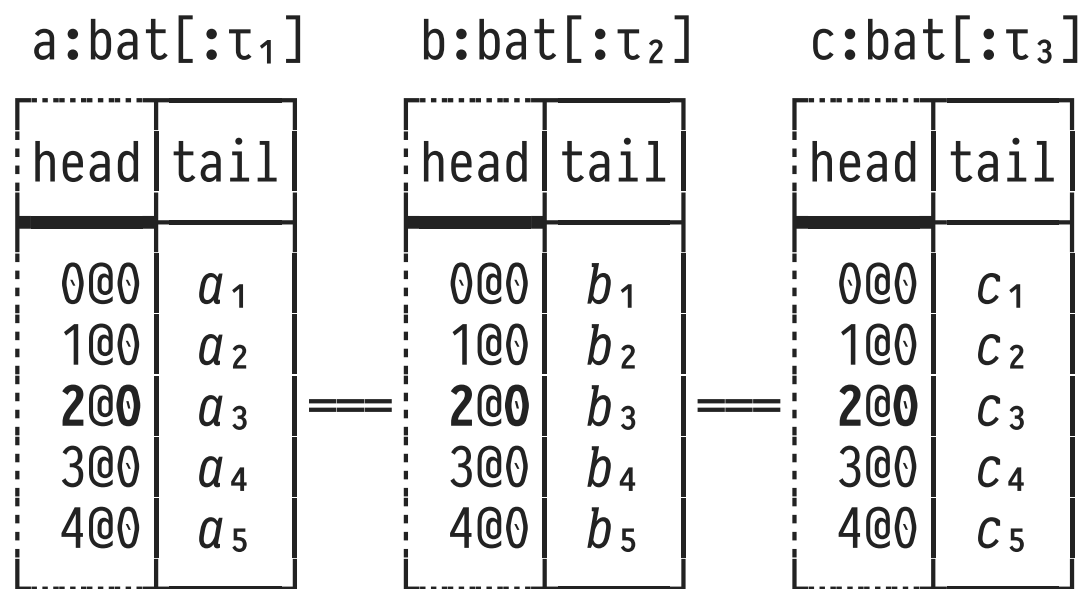 a:bat[:τ₁] b:bat[:τ₂] c:bat[:τ₃]
head tail head tail head tail
0@0 a₁ 0@0 b₁ 0@0 c₁
1@0 a₂ 1@0 b₂ 1@0 c₂
2@0 a₃ === 2@0 b₃ === 2@0 c₃
3@0 a₄ 3@0 b₄ 3@0 c₄
4@0 a₅ 4@0 b₅ 4@0 c₅